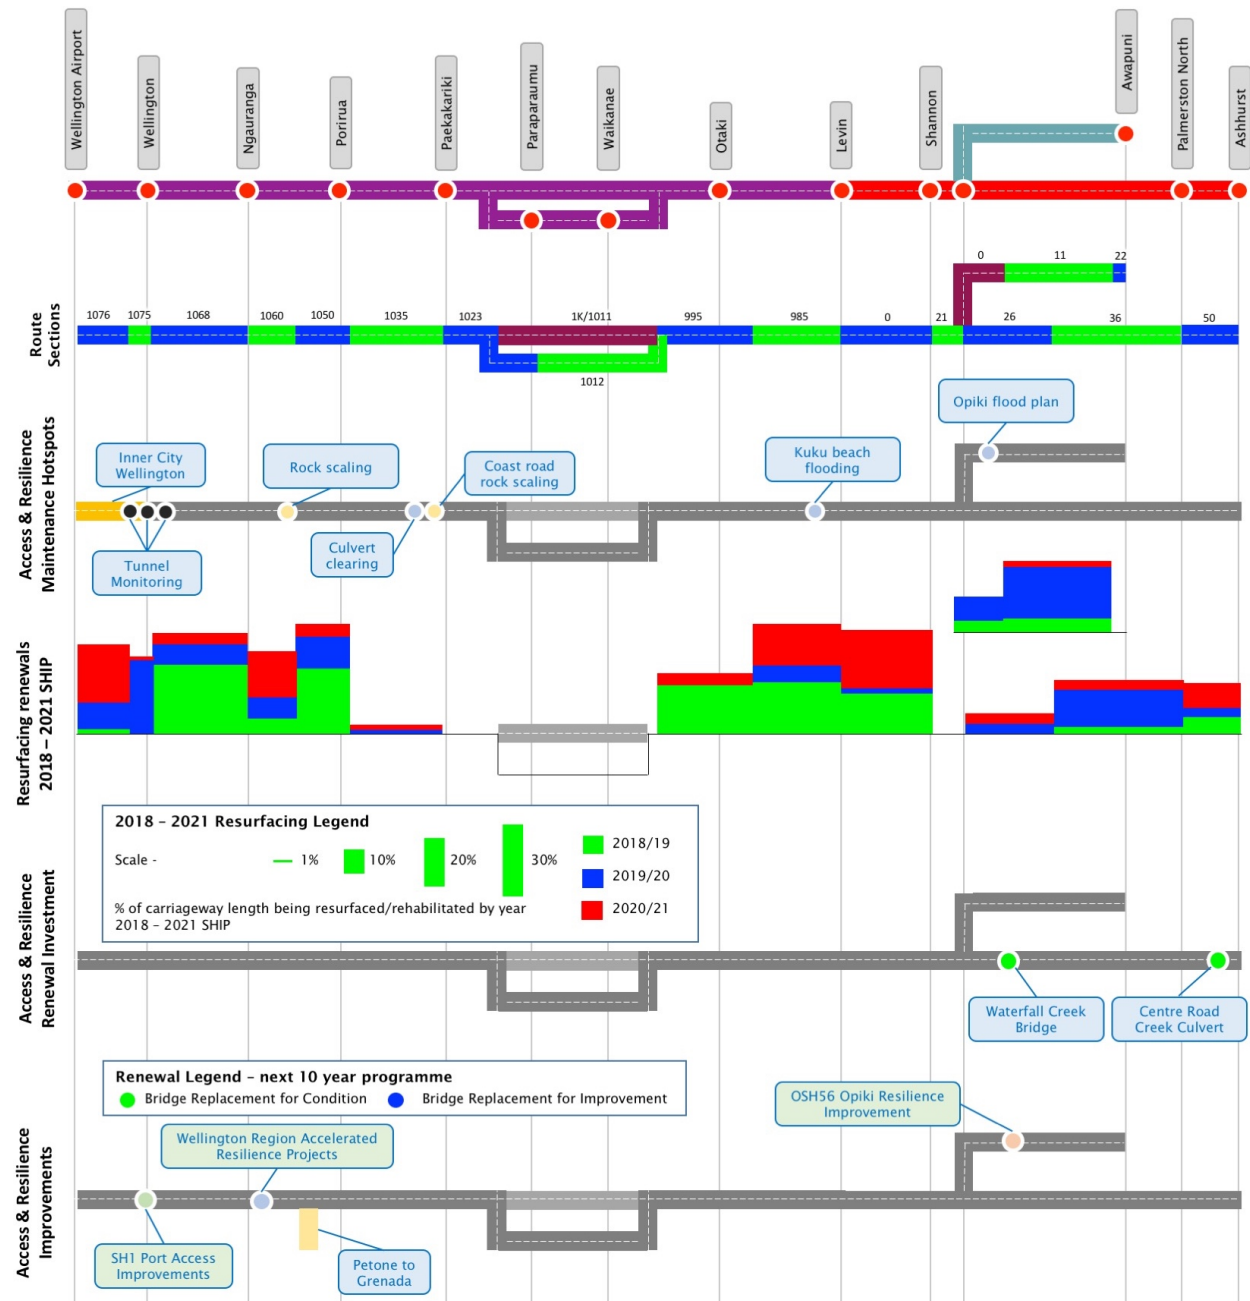 Wellington Airport
Wellington
Ngauranga
Porirua
Paekakariki
Paraparaumu
Waikanae
Otaki
Levin
Shannon
Awapuni
Palmerston North
Ashhurst
Route
Sections
0 11 22
1076 1075 1068 1060 1050 1035 1023 1K/1011 995 985 0 21 26 36 50
1012
Access & Resilience
Maintenance Hotspots
Opiki flood plan
Inner City
Wellington
Rock scaling
Coast road
rock scaling
Kuku beach
flooding
Tunnel
Monitoring
Culvert
clearing
Resurfacing renewals
2018 – 2021 SHIP
2018 – 2021 Resurfacing Legend
Scale -
1%
10%
20%
30%
2018/19
2019/20
2020/21
% of carriageway length being resurfaced/rehabilitated by year
2018 – 2021 SHIP
Access & Resilience
Renewal Investment
Waterfall Creek
Bridge
Centre Road
Creek Culvert
Renewal Legend – next 10 year programme
Bridge Replacement for Condition
Bridge Replacement for Improvement
Access & Resilience
Improvements
OSH56 Opiki Resilience
Improvement
Wellington Region Accelerated
Resilience Projects
SH1 Port Access
Improvements
Petone to
Grenada